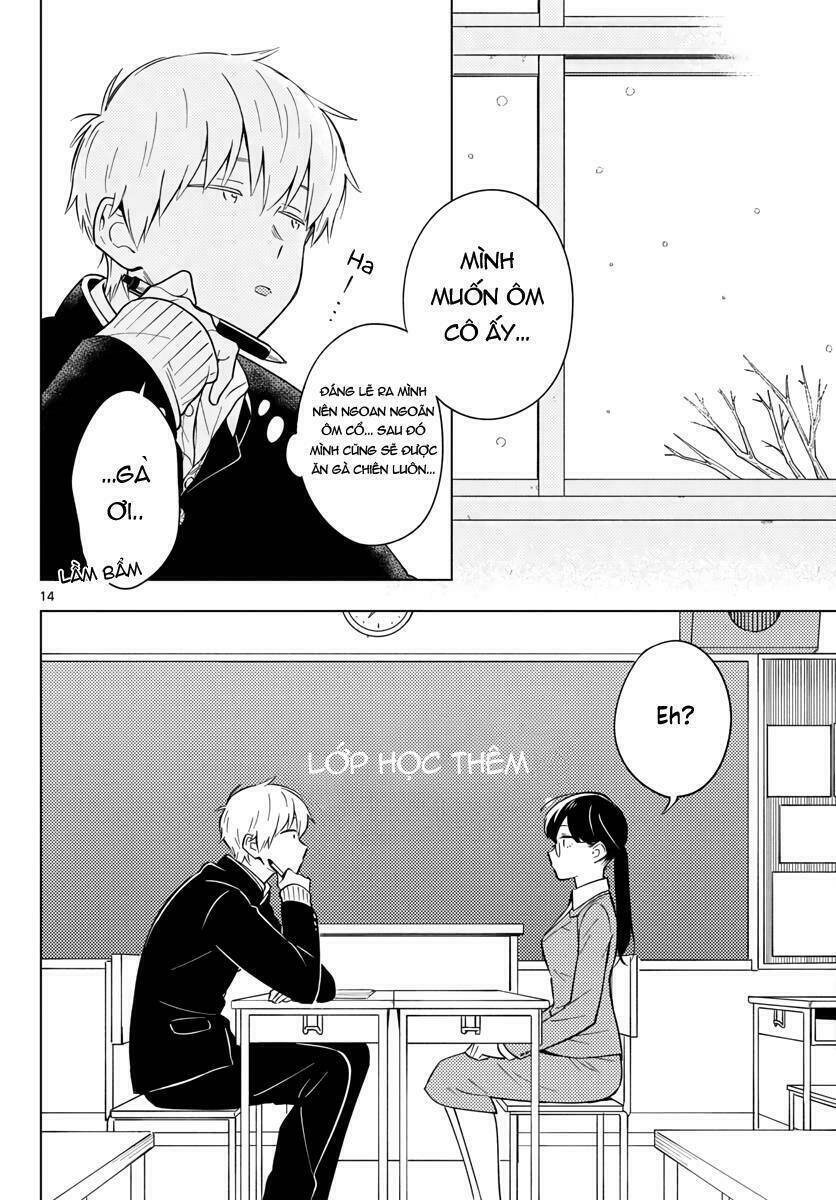 MÌNH
MUỐN ÔM
CÔ ẤY...
Ha
ĐÁNG LẼ RA MÌNH
NÊN NGOAN NGOÃN
ÔM CỔ... SAU ĐÓ
MÌNH CŨNG SẼ ĐƯỢC
ĂN GÀ CHIÊN LUÔN...
...GÀ
ƠI..
LẦM BẨM
14
Eh?
LỚP HỌC THÊM